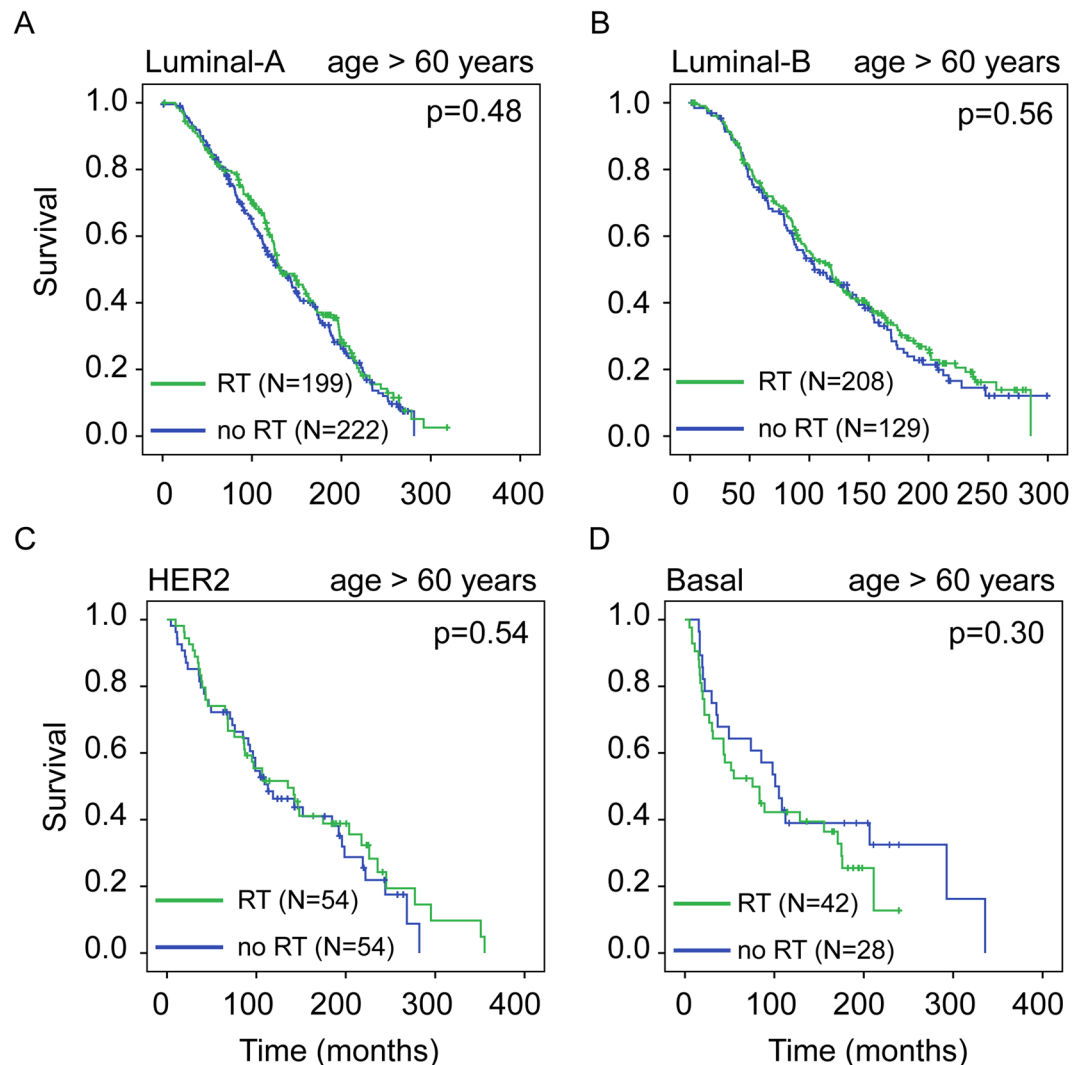 A
Luminal-A age > 60 years
p=0.48
Survival
1.0
0.8
0.6
0.4
0.2
0.0
RT (N=199)
no RT (N=222)
0 100 200 300 400
B
Luminal-B age > 60 years
p=0.56
1.0
0.8
0.6
0.4
0.2
0.0
RT (N=208)
no RT (N=129)
0 50 100 150 200 250 300
C
HER2 age > 60 years
p=0.54
Survival
1.0
0.8
0.6
0.4
0.2
0.0
RT (N=54)
no RT (N=54)
0 100 200 300 400
Time (months)
D
Basal age > 60 years
p=0.30
1.0
0.8
0.6
0.4
0.2
0.0
RT (N=42)
no RT (N=28)
0 100 200 300 400
Time (months)